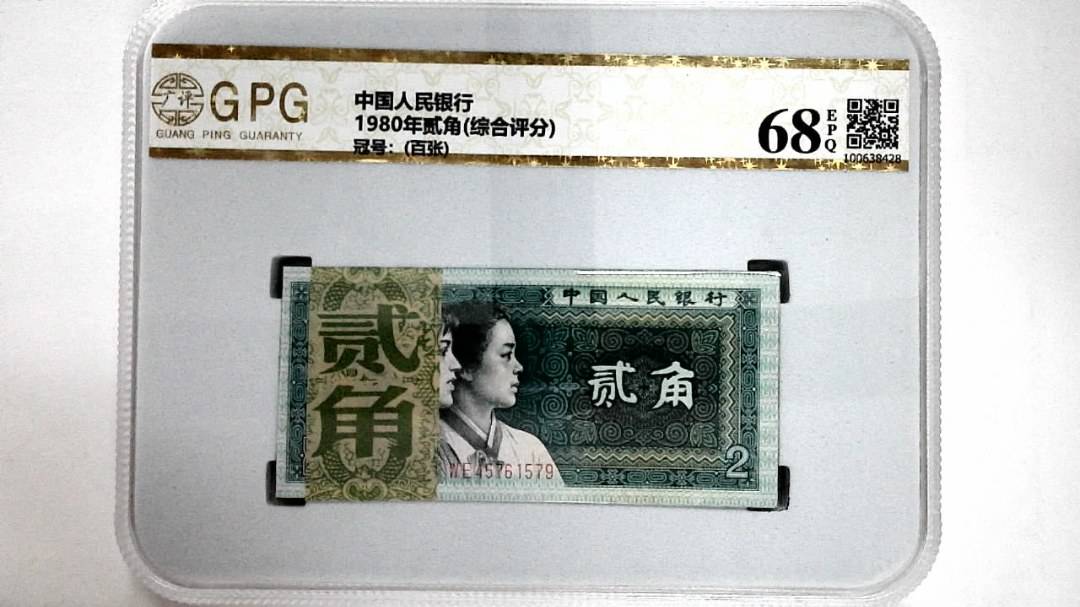 GPG
广评
GUANG PING GUARANTY
中国人民银行
1980年贰角(综合评分)
冠号：(百张)
68
EPQ
100638428
贰角
中国人民银行
贰角
WE45761579
2